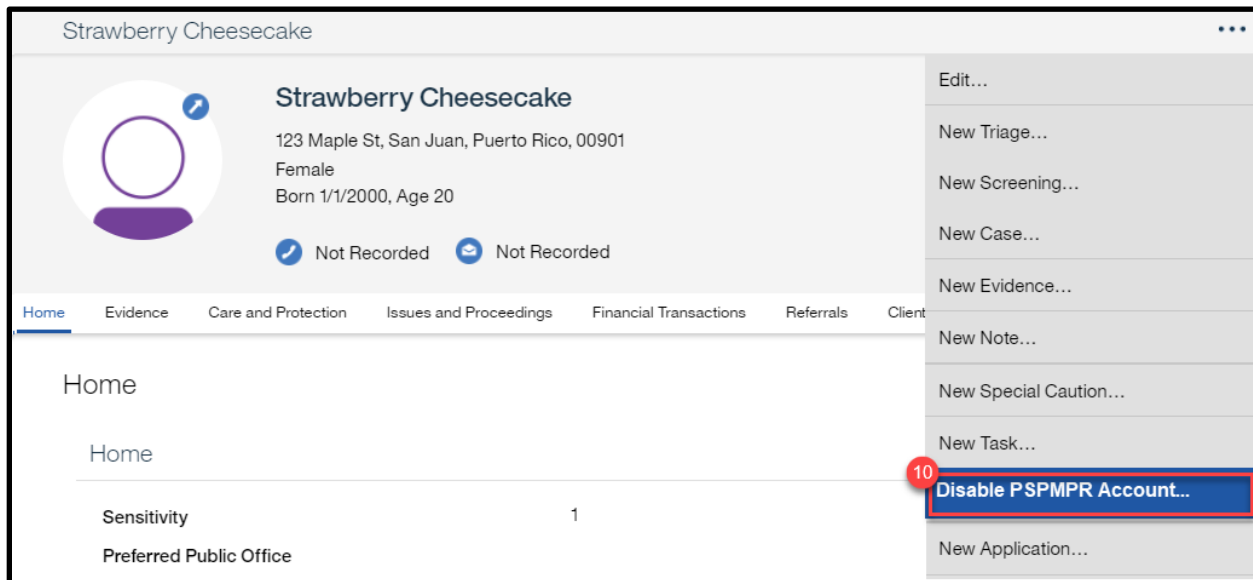 Strawberry Cheesecake
Strawberry Cheesecake
123 Maple St, San Juan, Puerto Rico, 00901
Female
Born 1/1/2000, Age 20
Not Recorded
Not Recorded
Home
Evidence
Care and Protection
Issues and Proceedings
Financial Transactions
Referrals
Client
Home
Home
Sensitivity
1
Preferred Public Office
Edit...
New Triage...
New Screening...
New Case...
New Evidence...
New Note...
New Special Caution...
New Task...
10
Disable PSPMPR Account...
New Application...